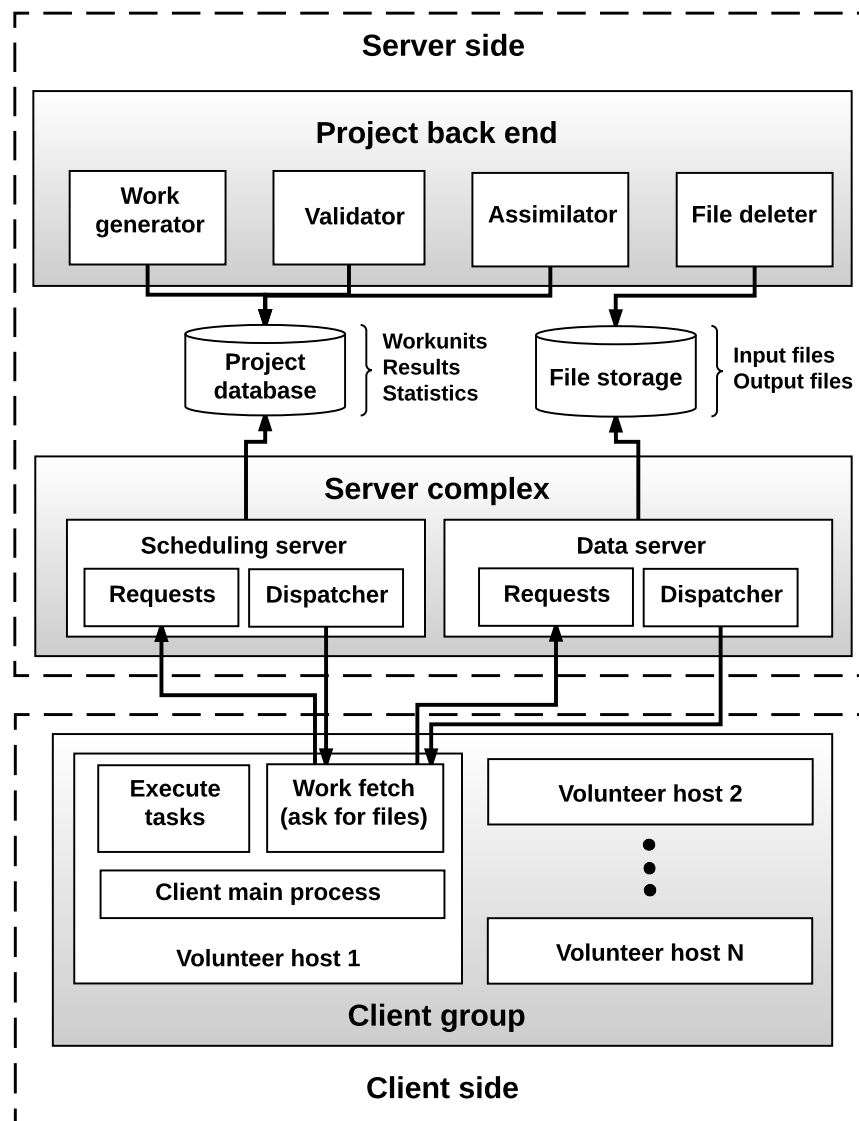 Server side
Project back end
Work
generator
Validator
Assimilator
File deleter
Project
database
Workunits
Results
Statistics
File storage
Input files
Output files
Server complex
Scheduling server
Requests
Dispatcher
Data server
Requests
Dispatcher
Execute
tasks
Work fetch
(ask for files)
Client main process
Volunteer host 1
Volunteer host 2
Volunteer host N
Client group
Client side